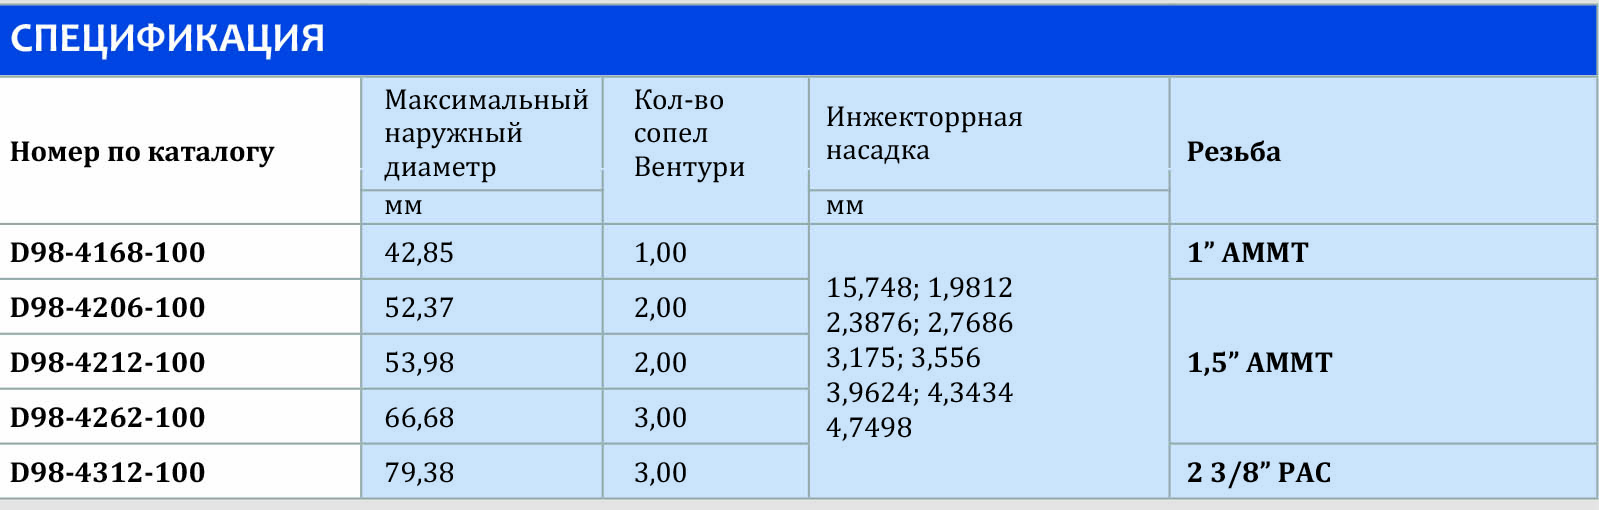 СПЕЦИФИКАЦИЯ
Номер по каталогу
Максимальный
наружный
диаметр
мм
Кол-во
сопел
Вентури
Инжекторрная
насадка
мм
Резьба
D98-4168-100
42,85
1,00
15,748; 1,9812
2,3876; 2,7686
3,175; 3,556
3,9624; 4,3434
4,7498
1” АММТ
D98-4206-100
52,37
2,00
1,5” АММТ
D98-4212-100
53,98
2,00
D98-4262-100
66,68
3,00
D98-4312-100
79,38
3,00
2 3/8” PAC